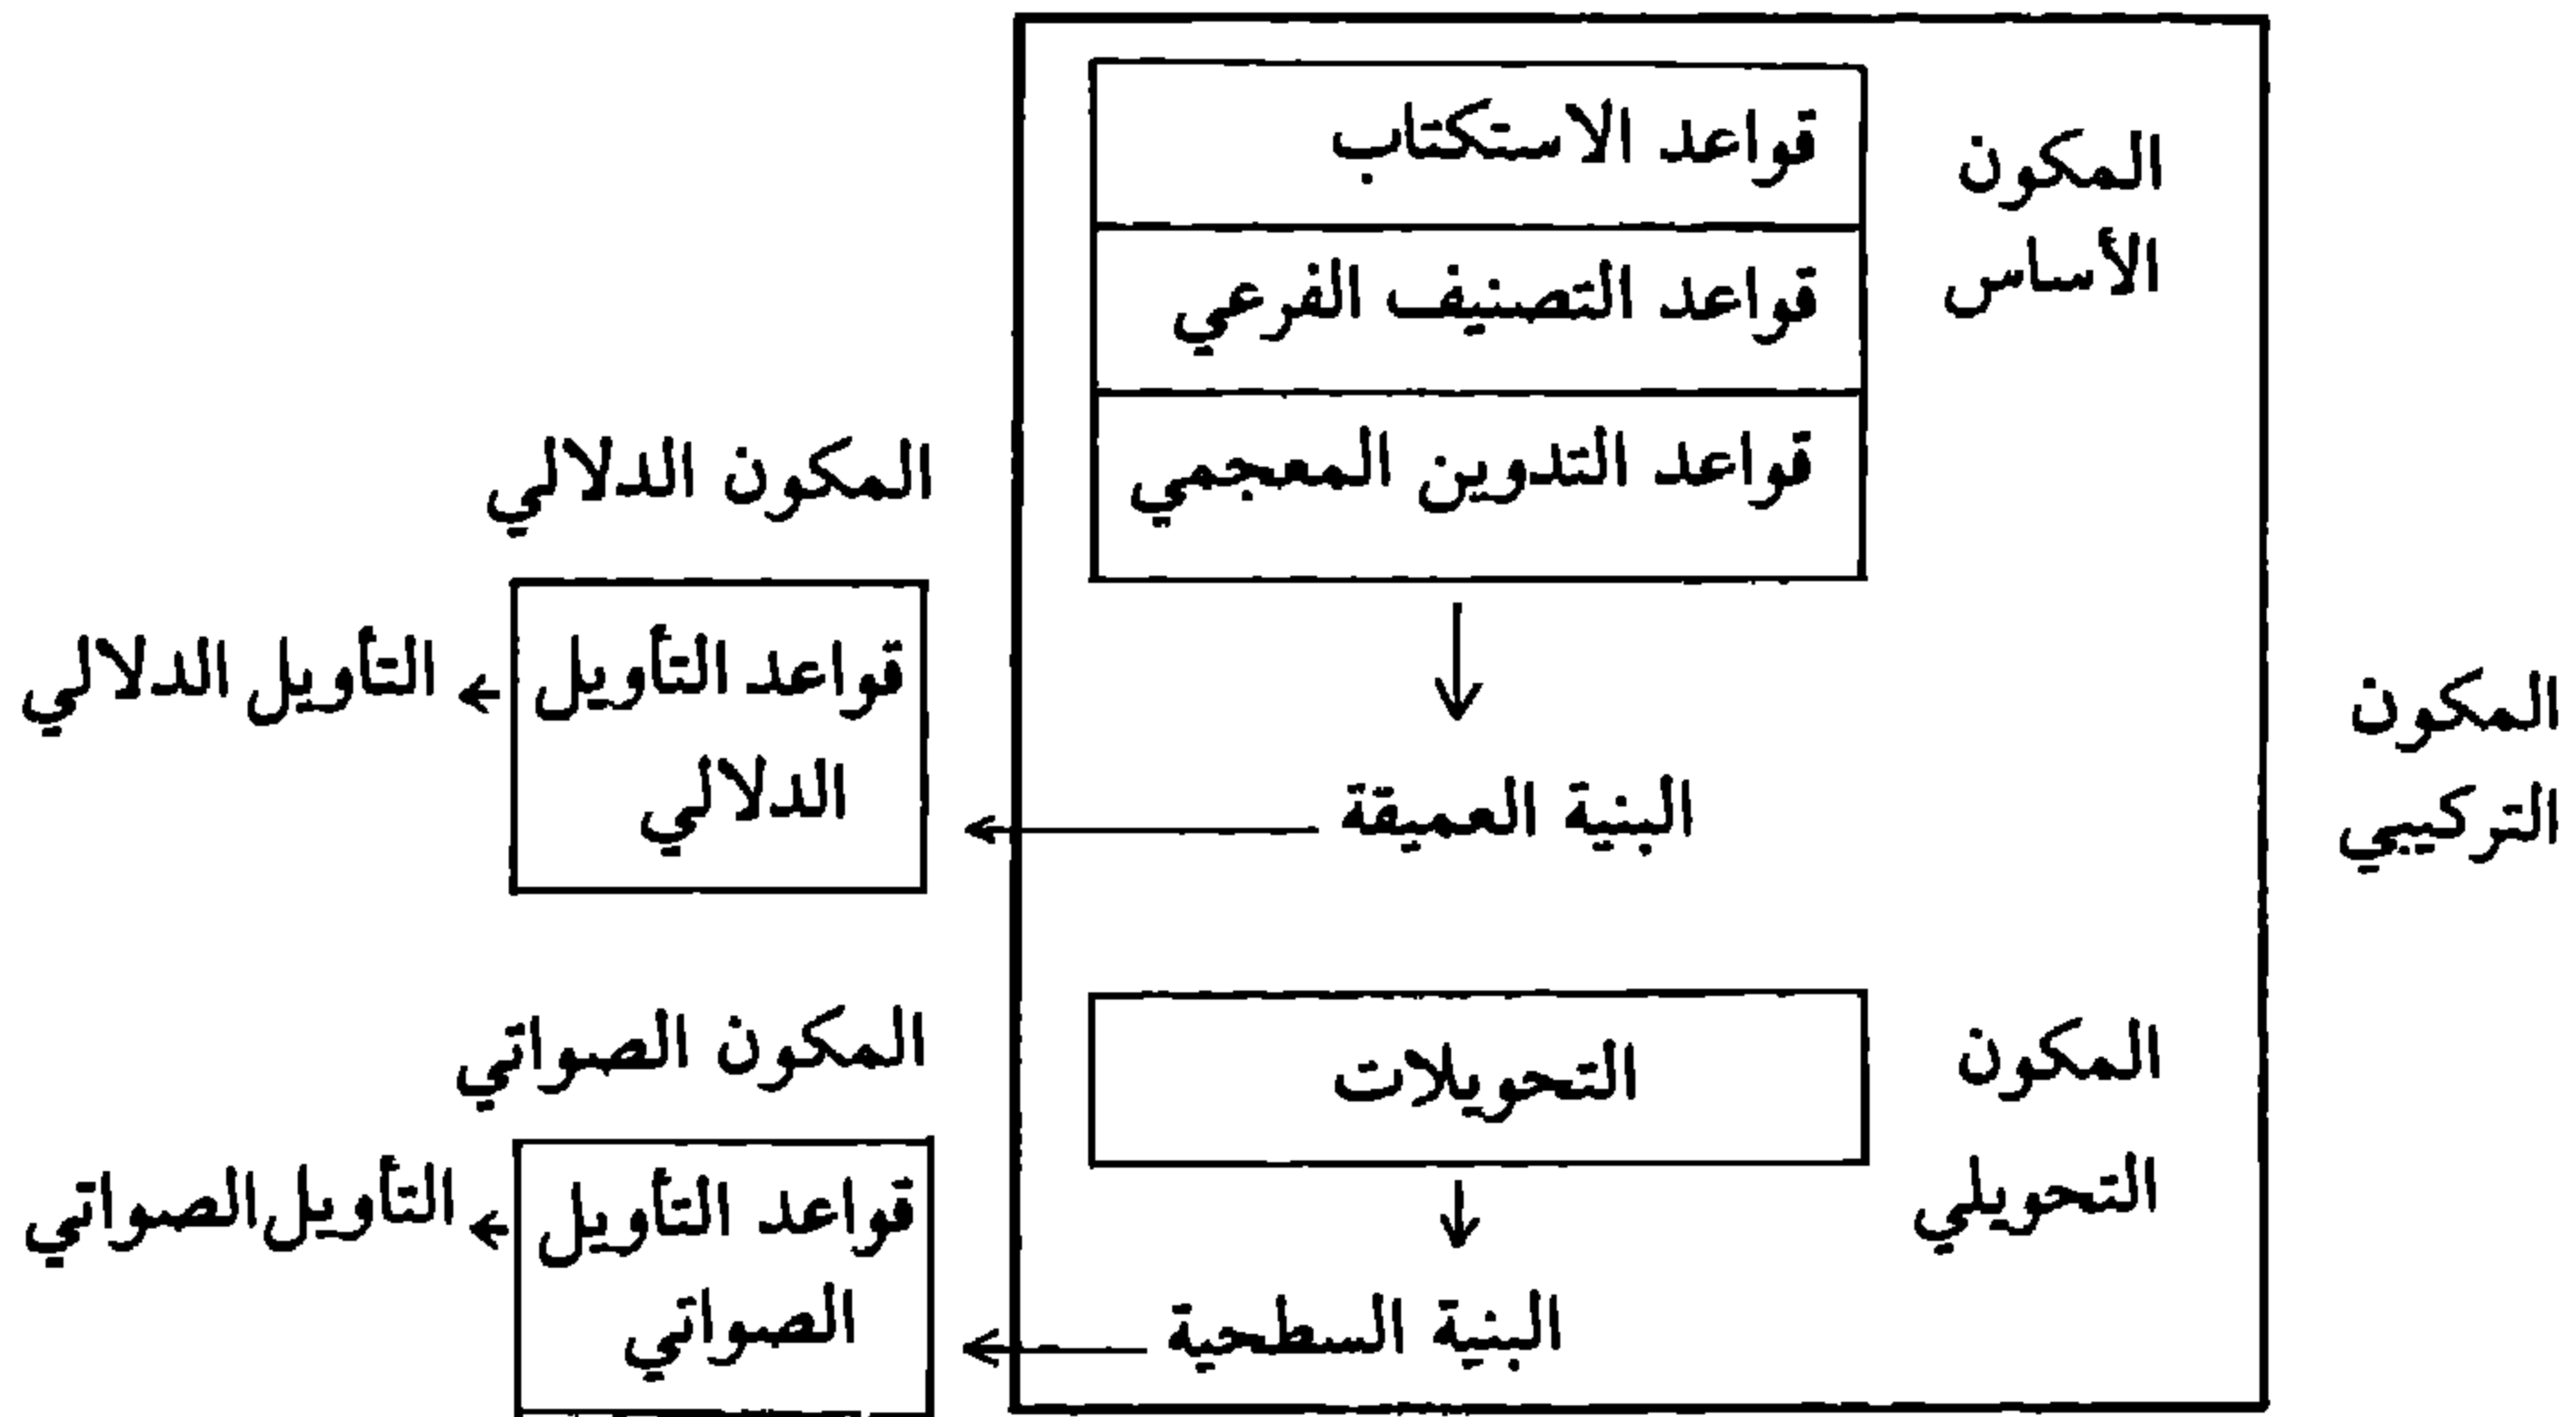 المكون
التركيبي
المكون
الأساس
قواعد الاستكتاب
قواعد التصنيف الفرعي
قواعد التدوين المعجمي
البنية العميقة
المكون الدلالي
قواعد التأويل
الدلالي
التأويل الدلالي
المكون
التحويلي
التحويلات
البنية السطحية
المكون الصواتي
قواعد التأويل
الصواتي
التأويل الصواتي